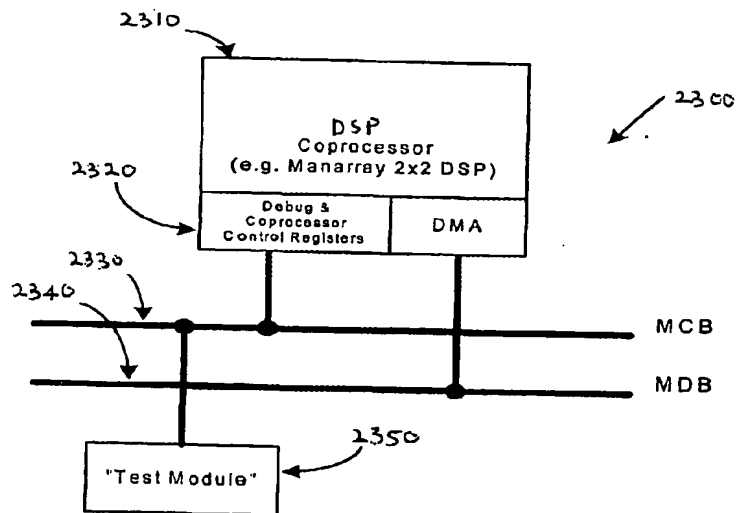 2310
2300
DSP
Coprocessor
(e.g. Manarray 2x2 DSP)
2320
Debug &
Coprocessor
Control Registers
DMA
2330
2340
MCB
MDB
2350
"Test Module"